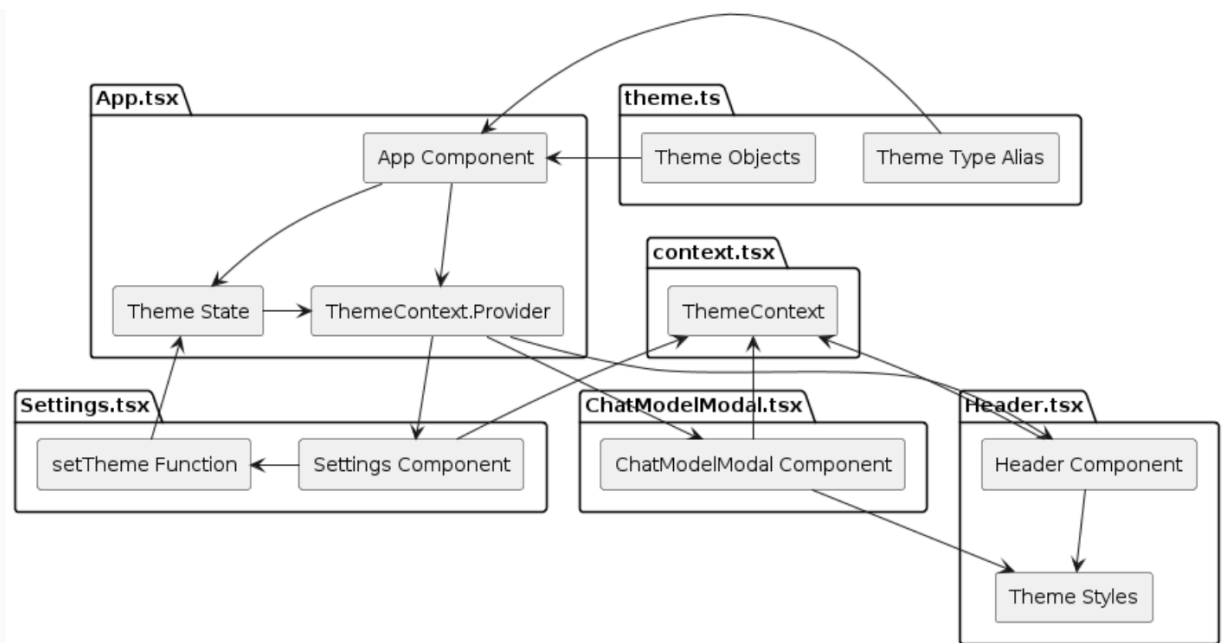 App.tsx
theme.ts
App Component
Theme Objects
Theme Type Alias
context.tsx
Theme State
ThemeContext.Provider
ThemeContext
Settings.tsx
ChatModelModal.tsx
Header.tsx
setTheme Function
Settings Component
ChatModelModal Component
Header Component
Theme Styles